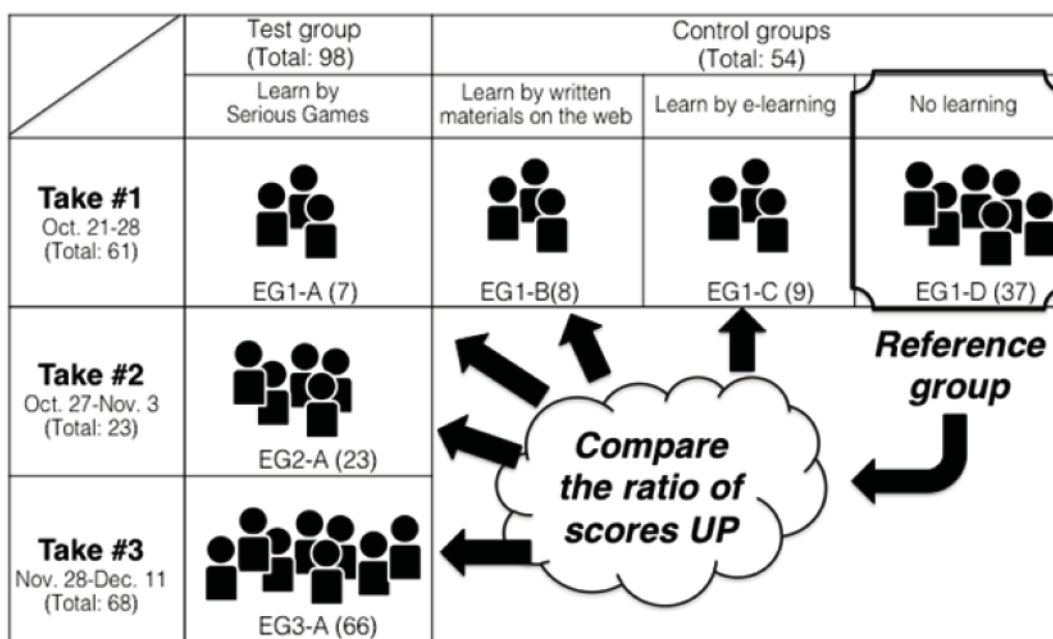 Test group
(Total: 98)
Control groups
(Total: 54)
Learn by
Serious Games
Learn by written
materials on the web
Learn by e-learning
No learning
Take #1
Oct. 21-28
(Total: 61)
EG1-A (7)
EG1-B(8)
EG1-C (9)
EG1-D (37)
Take #2
Oct. 27-Nov. 3
(Total: 23)
EG2-A (23)
Reference
group
Compare
the ratio of
scores UP
Take #3
Nov. 28-Dec. 11
(Total: 68)
EG3-A (66)